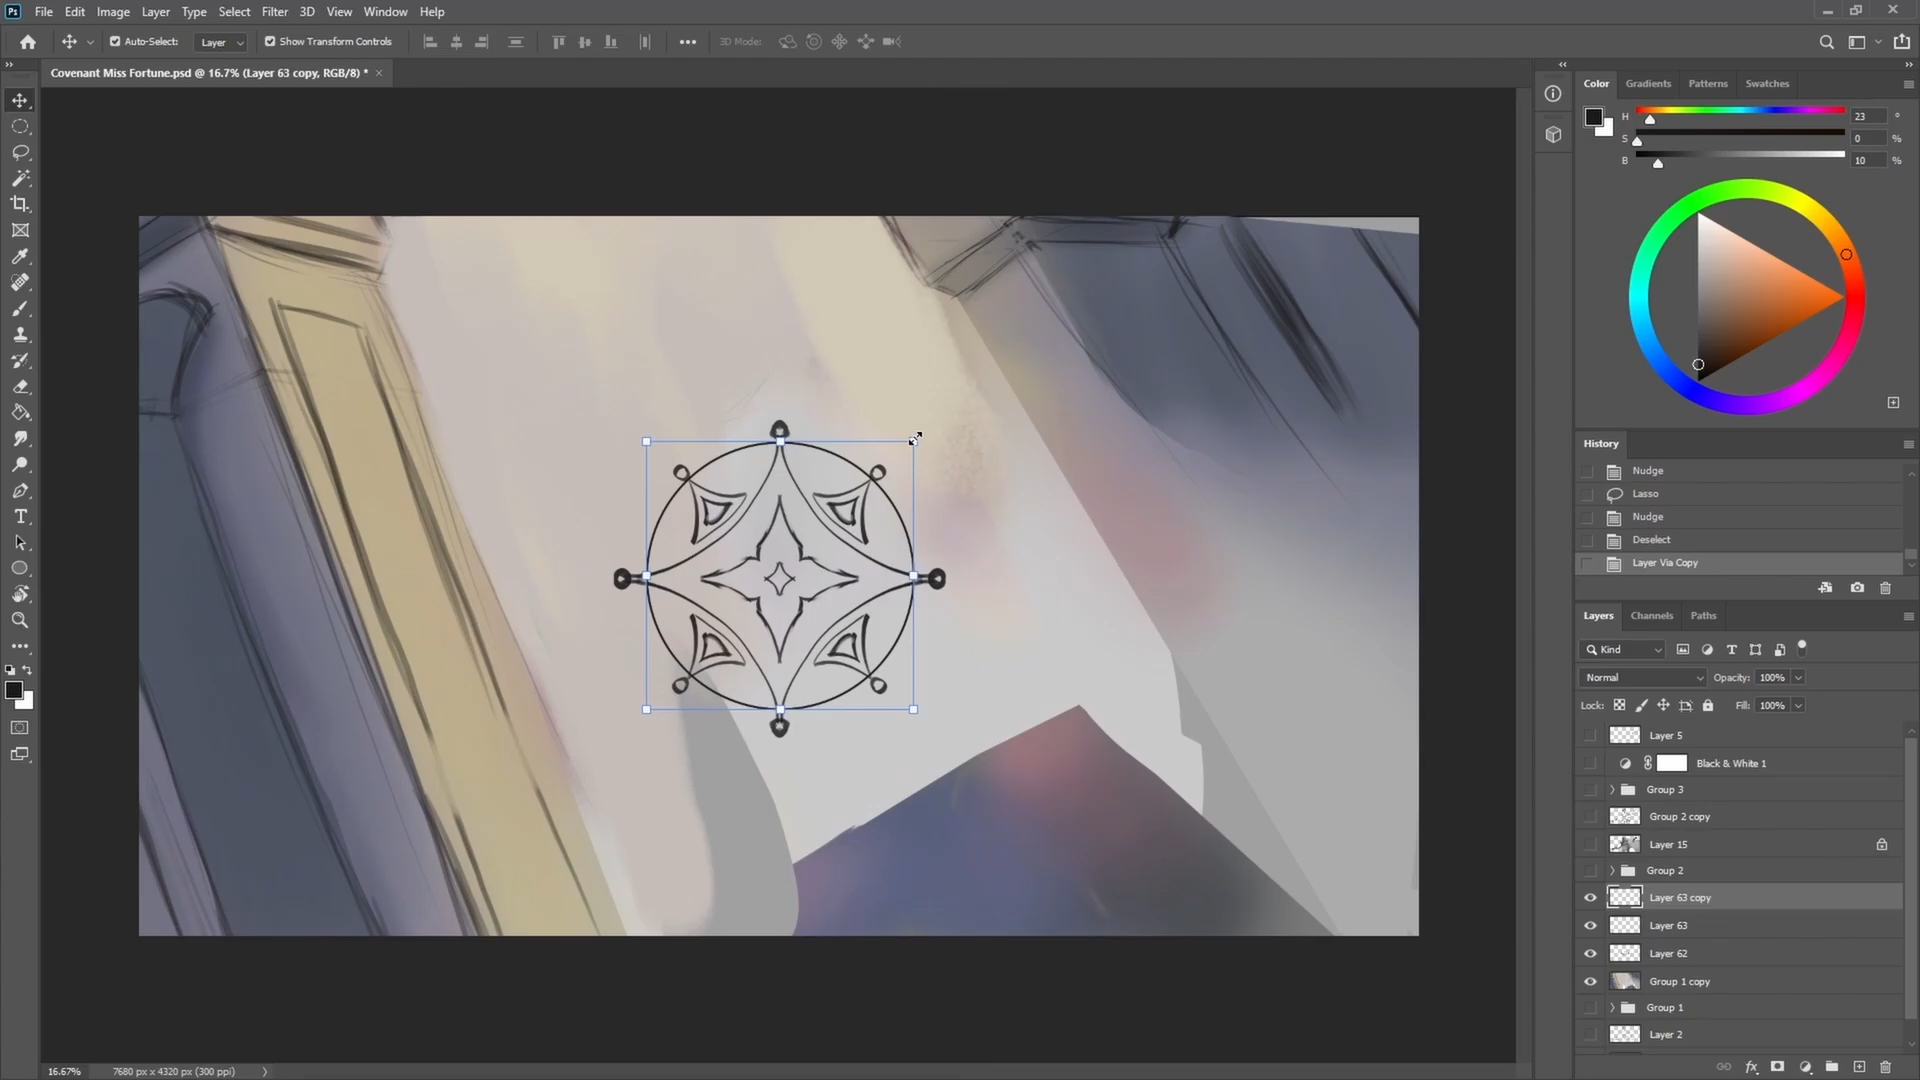 Ps File Edit Image Layer Type Select Filter 3D View Window Help
Auto-Select: Layer Show Transform Controls 3D Mode:
Covenant Miss Fortune.psd @ 16.7% (Layer 63 copy, RGB/8) *
Color Gradients Patterns Swatches
H 23 °
S 0 %
B 10 %
History
Nudge
Lasso
Nudge
Deselect
Layer Via Copy
Layers Channels Paths
Kind
Normal Opacity: 100%
Lock: Fill: 100%
Layer 5
Black & White 1
Group 3
Group 2 copy
Layer 15
Group 2
Layer 63 copy
Layer 63
Layer 62
Group 1 copy
Group 1
Layer 2
fx
16.67% 7680 px x 4320 px (300 ppi)